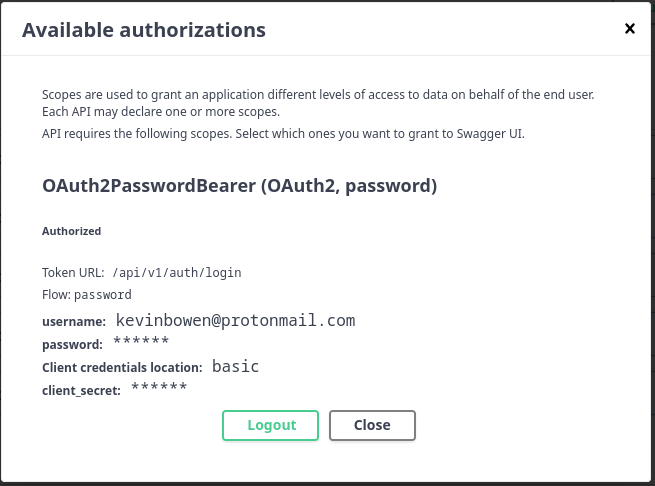 Available authorizations
Scopes are used to grant an application different levels of access to data on behalf of the end user.
Each API may declare one or more scopes.
API requires the following scopes. Select which ones you want to grant to Swagger UI.
OAuth2PasswordBearer (OAuth2, password)
Authorized
Token URL: /api/v1/auth/login
Flow: password
username: kevinbowen@protonmail.com
password: ******
Client credentials location: basic
client_secret: ******
Logout Close